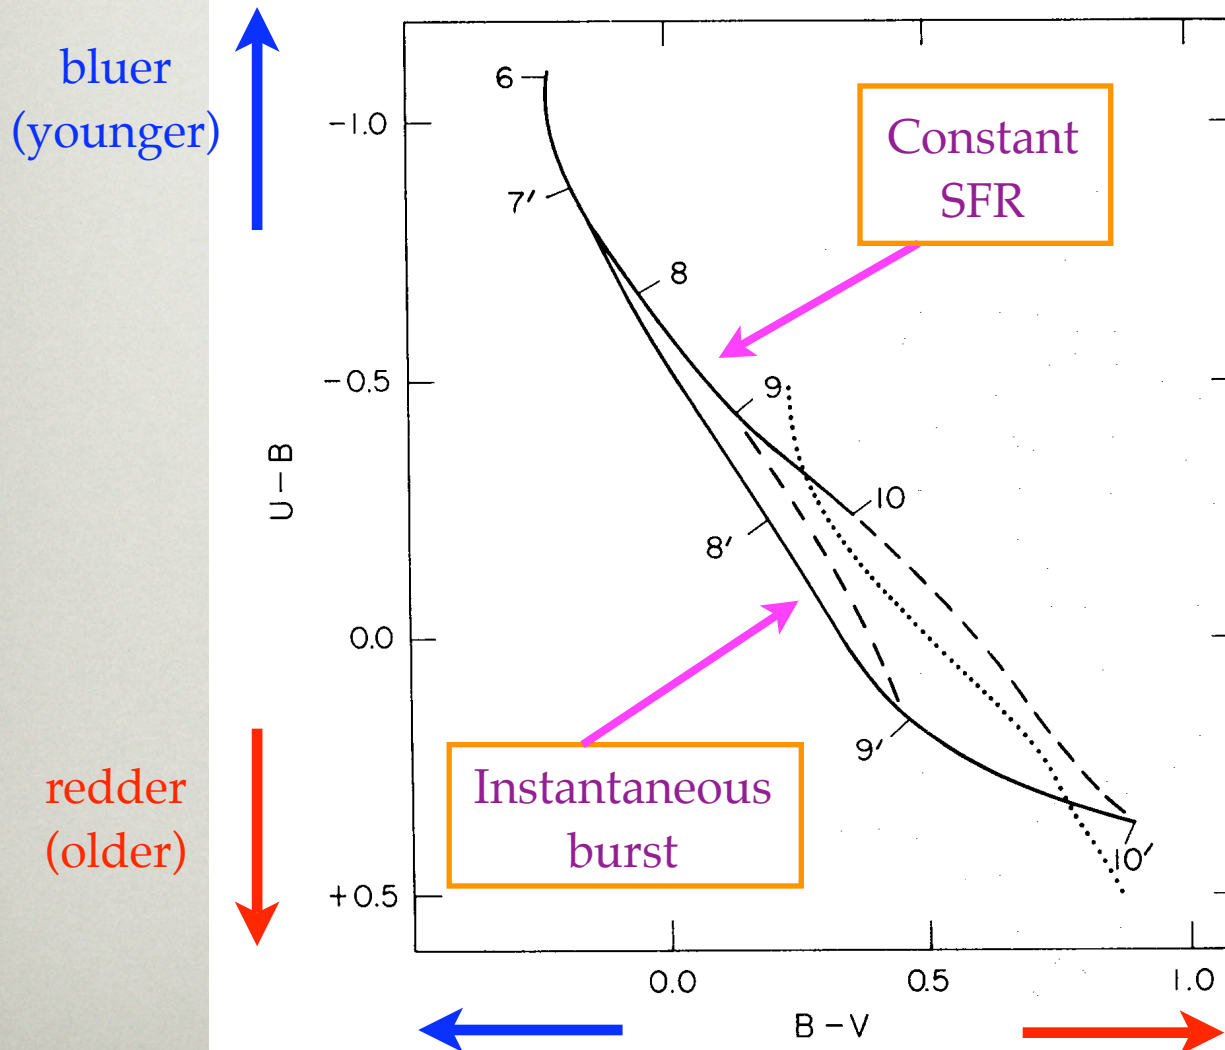 bluer
(younger)
redder
(older)
U-B
-1.0
-0.5
0.0
+0.5
6
7'
8
9
10
8'
9'
10'
Constant
SFR
Instantaneous
burst
0.0
0.5
1.0
B-V